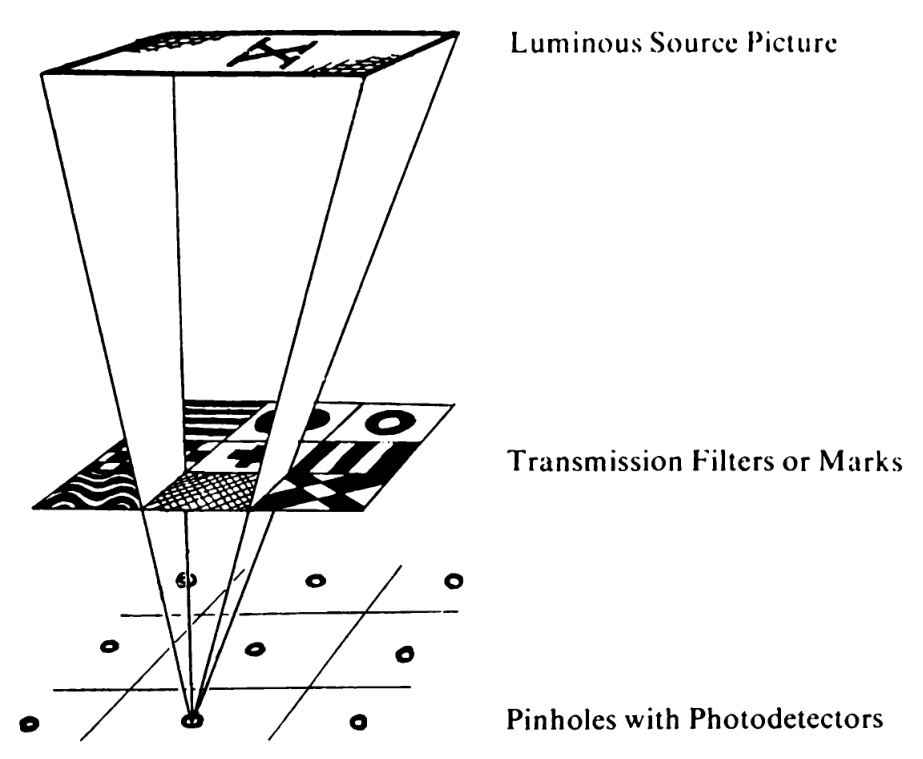 X
Luminous Source Picture
Transmission Filters or Marks
Pinholes with Photodetectors